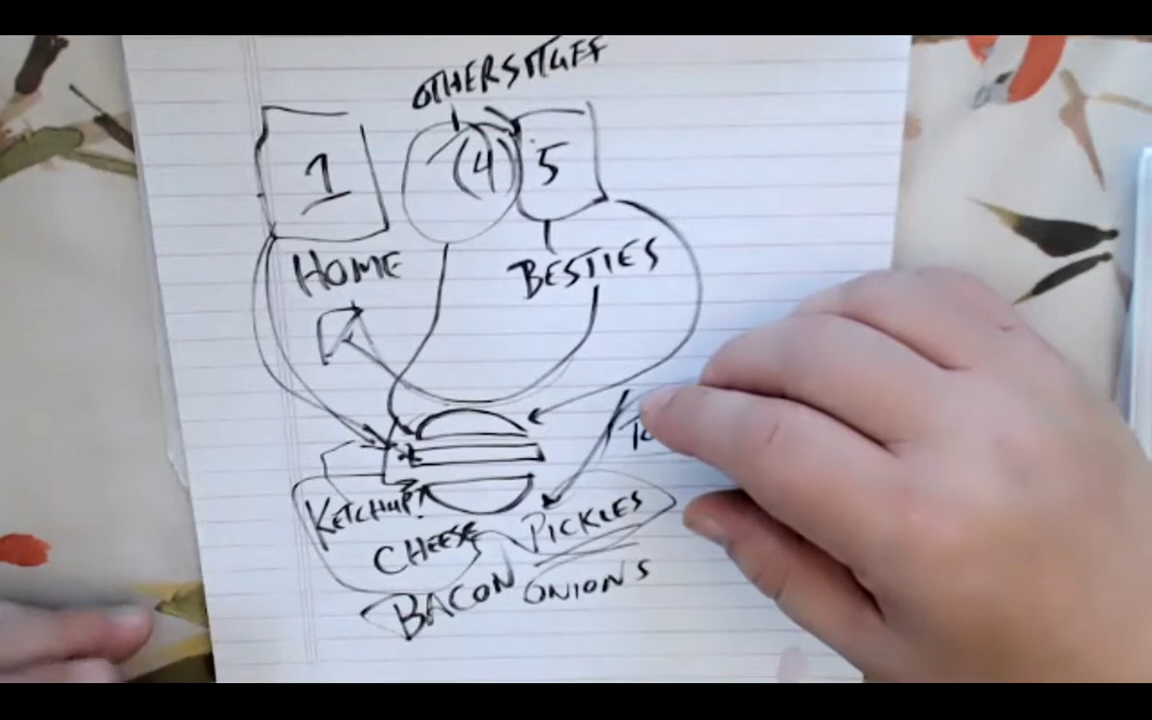 OTHERSTUFF
1 (4) 5
HOME BESTIES
KETCHUP?
CHEESE PICKLES
BACON ONIONS